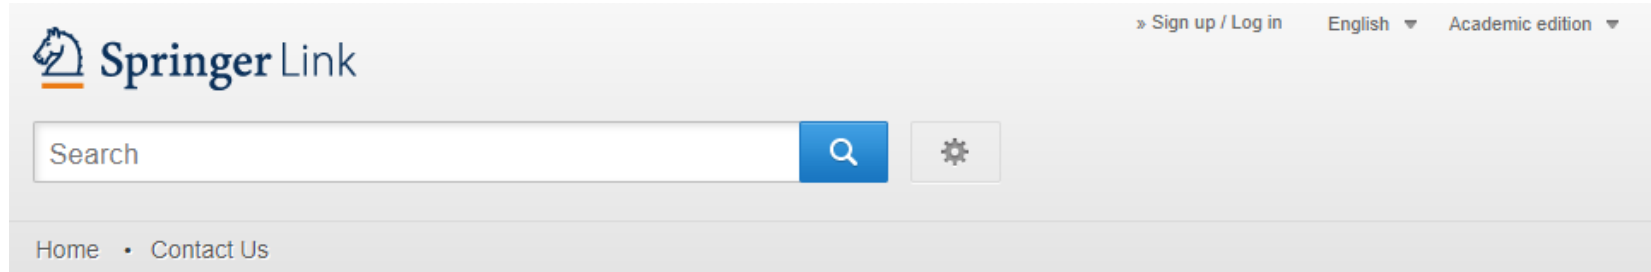 » Sign up / Log in English Academic edition
Springer Link
Search
Home • Contact Us